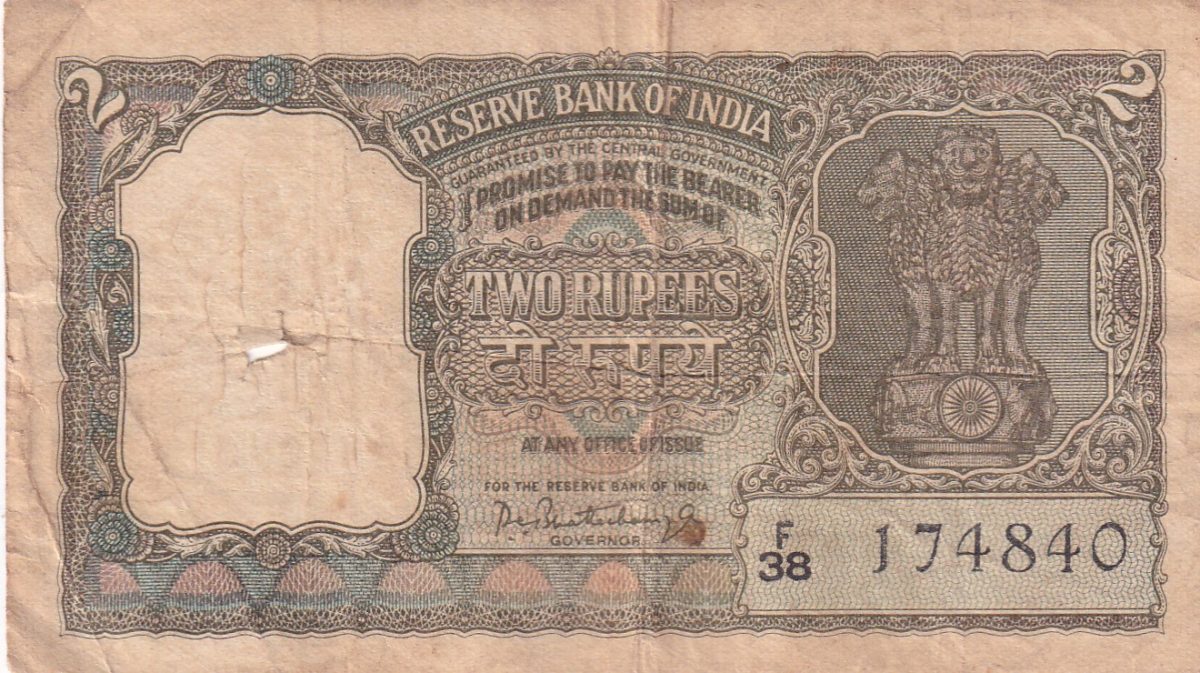 2
2
RESERVE BANK OF INDIA
GUARANTEED BY THE CENTRAL GOVERNMENT
I PROMISE TO PAY THE BEARER
ON DEMAND THE SUM OF
TWO RUPEES
दो रुपये
AT ANY OFFICE OF ISSUE
FOR THE RESERVE BANK OF INDIA
GOVERNOR
F/38 174840